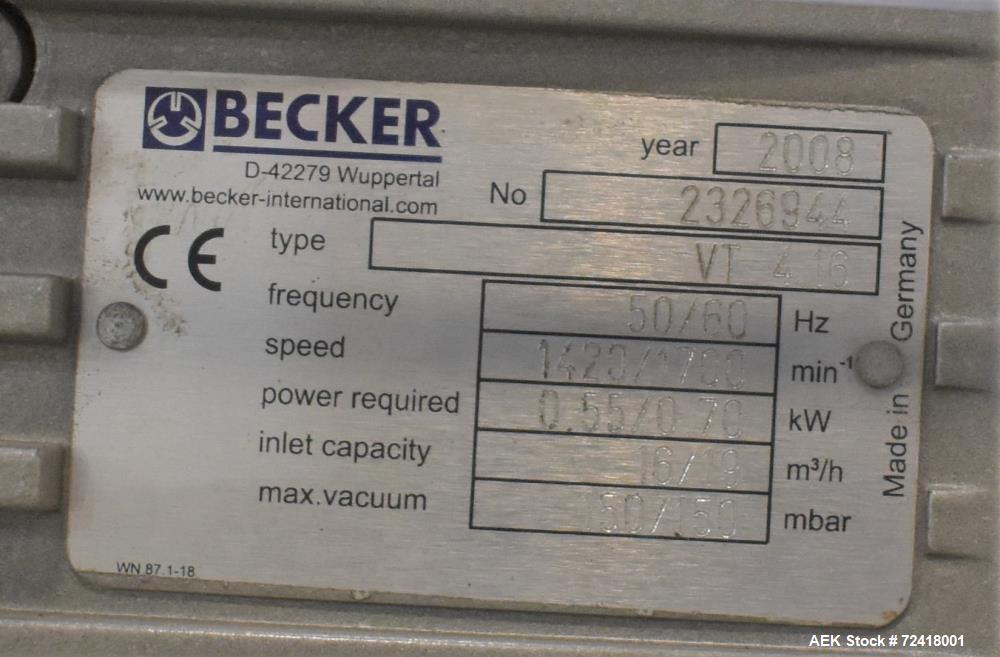 BECKER
D-42279 Wuppertal
www.becker-international.com
year 2008
No 2326944
type VT 4.16
CE
frequency 50/60 Hz
speed 1420/1700 min⁻¹
power required 0.55/0.70 kW
inlet capacity 16/19 m³/h
max.vacuum 150/150 mbar
Made in Germany
WN 87.1-18
AEK Stock # 72418001